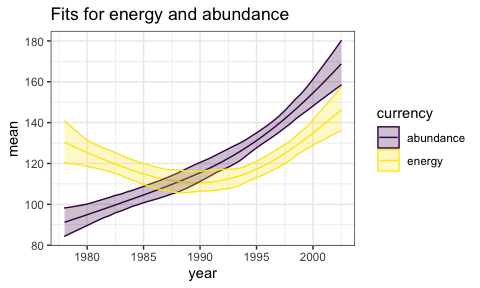 Fits for energy and abundance
180
160
140
120
100
80
mean
1980
1985
1990
1995
2000
year
currency
abundance
energy